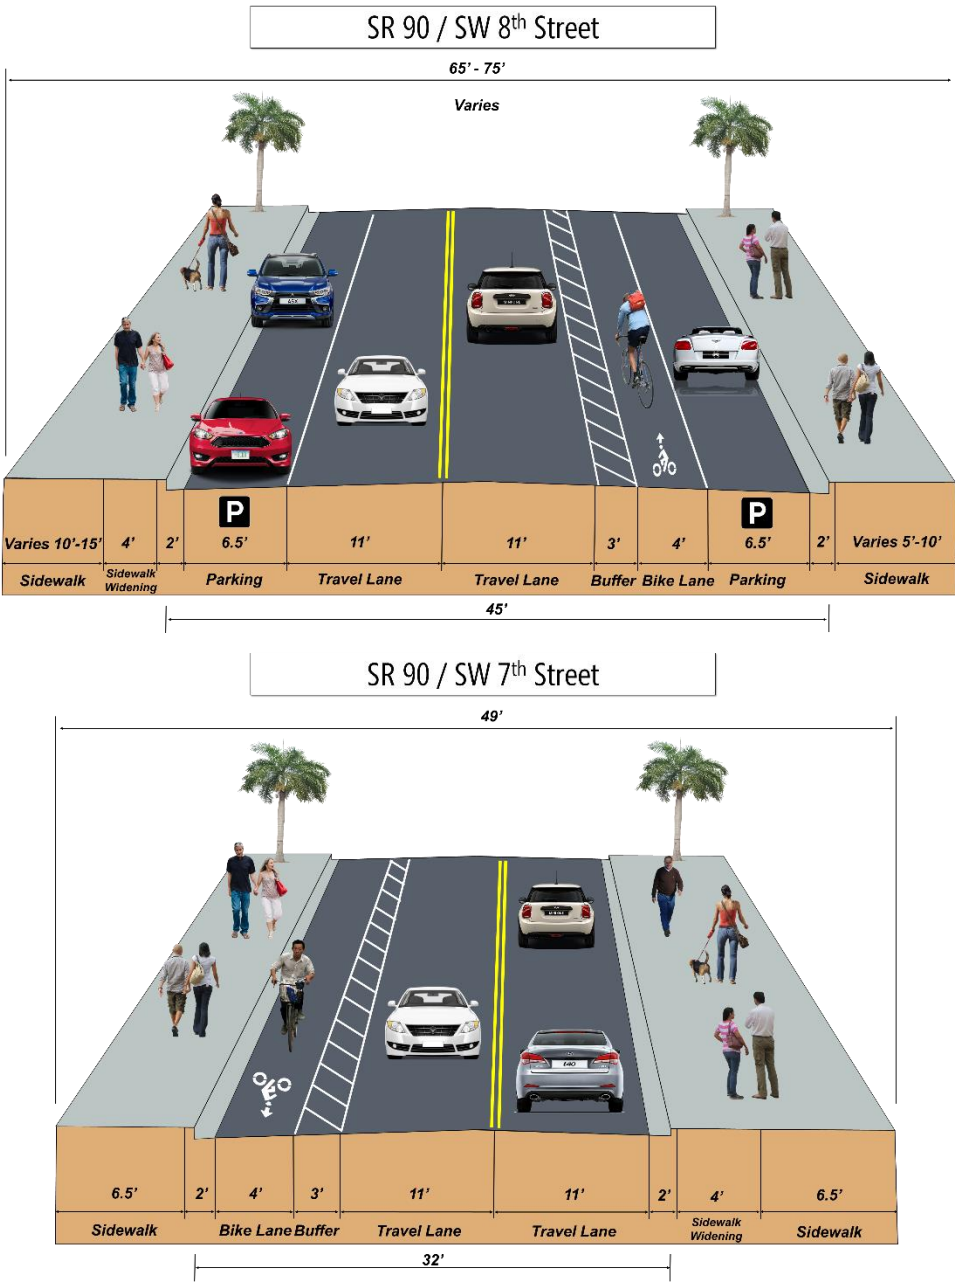 SR 90 / SW 8th Street
65’ - 75’
Varies
P P
Varies 10’-15’ 4’ 2’ 6.5’ 11’ 11’ 3’ 4’ 6.5’ 2’ Varies 5’-10’
Sidewalk Sidewalk Widening Parking Travel Lane Travel Lane Buffer Bike Lane Parking Sidewalk
45’
SR 90 / SW 7th Street
49’
6.5’ 2’ 4’ 3’ 11’ 11’ 2’ 4’ 6.5’
Sidewalk Bike Lane Buffer Travel Lane Travel Lane Sidewalk Widening Sidewalk
32’